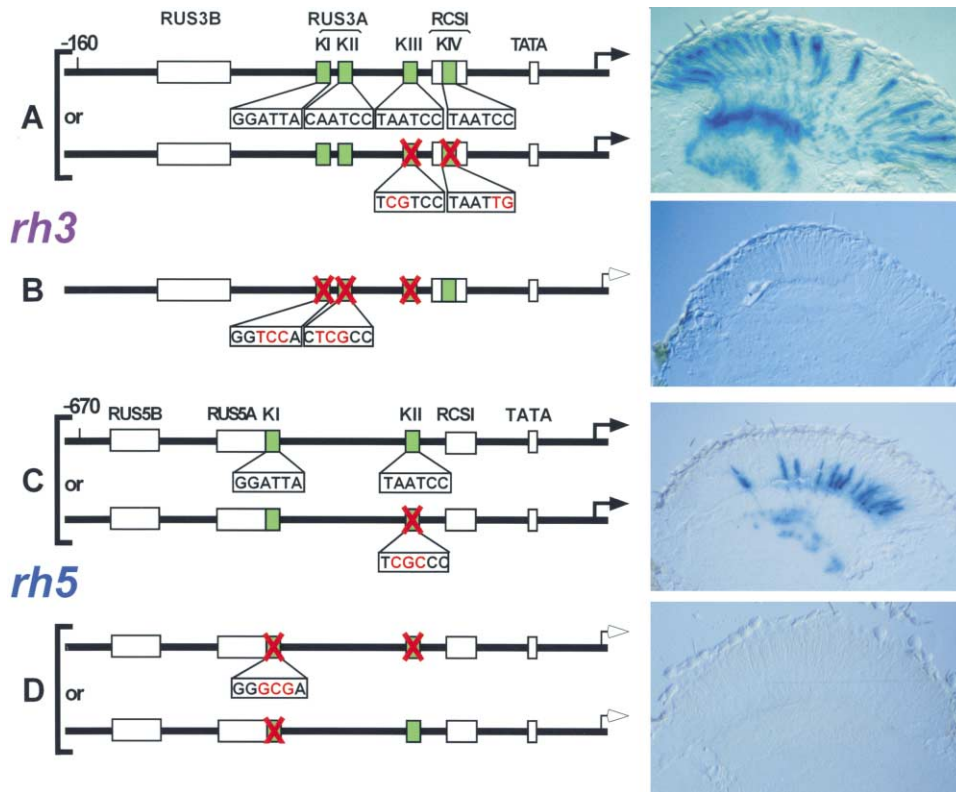 RUS3B RUS3A RCSI
-160 KI KII KIII KIV TATA
GGATTA CAATCC TAATCC TAATCC
A or
TCGTCC TAATTG
rh3
B
GGTCCA CTCGCC
-670 RUS5B RUS5A KI KII RCSI TATA
GGATTA TAATCC
C or
TCGCCC
rh5
GGGCGA
D or